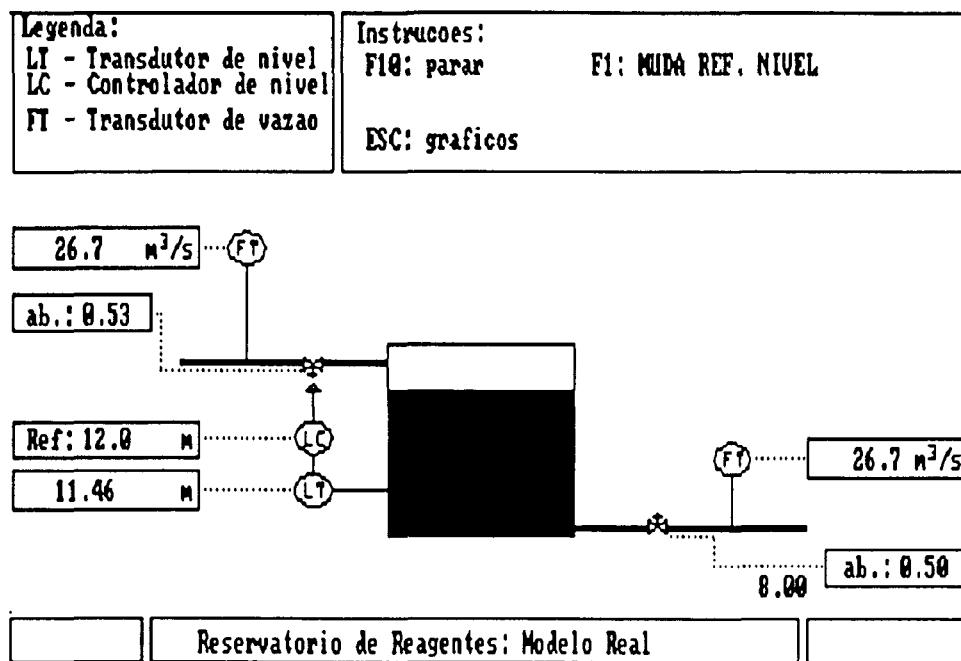 Legenda:
LT - Transdutor de nivel
LC - Controlador de nivel
FT - Transdutor de vazao
Instrucoes:
F10: parar F1: MUDA REF. NIVEL
ESC: graficos
26.7 m³/s FT
ab.: 0.53
Ref: 12.0 m LC
11.46 m LT
FT 26.7 m³/s
ab.: 0.50
8.00
Reservatorio de Reagentes: Modelo Real